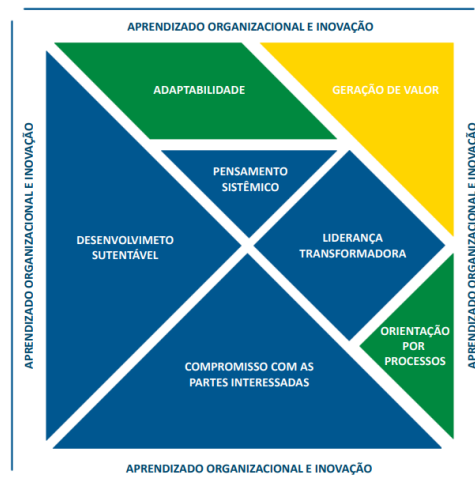 APRENDIZADO ORGANIZACIONAL E INOVAÇÃO
ADAPTABILIDADE
GERAÇÃO DE VALOR
PENSAMENTO
SISTÊMICO
DESENVOLVIMETO
SUTENTÁVEL
LIDERANÇA
TRANSFORMADORA
ORIENTAÇÃO
POR
PROCESSOS
COMPROMISSO COM AS
PARTES INTERESSADAS
APRENDIZADO ORGANIZACIONAL E INOVAÇÃO
APRENDIZADO ORGANIZACIONAL E INOVAÇÃO
APRENDIZADO ORGANIZACIONAL E INOVAÇÃO